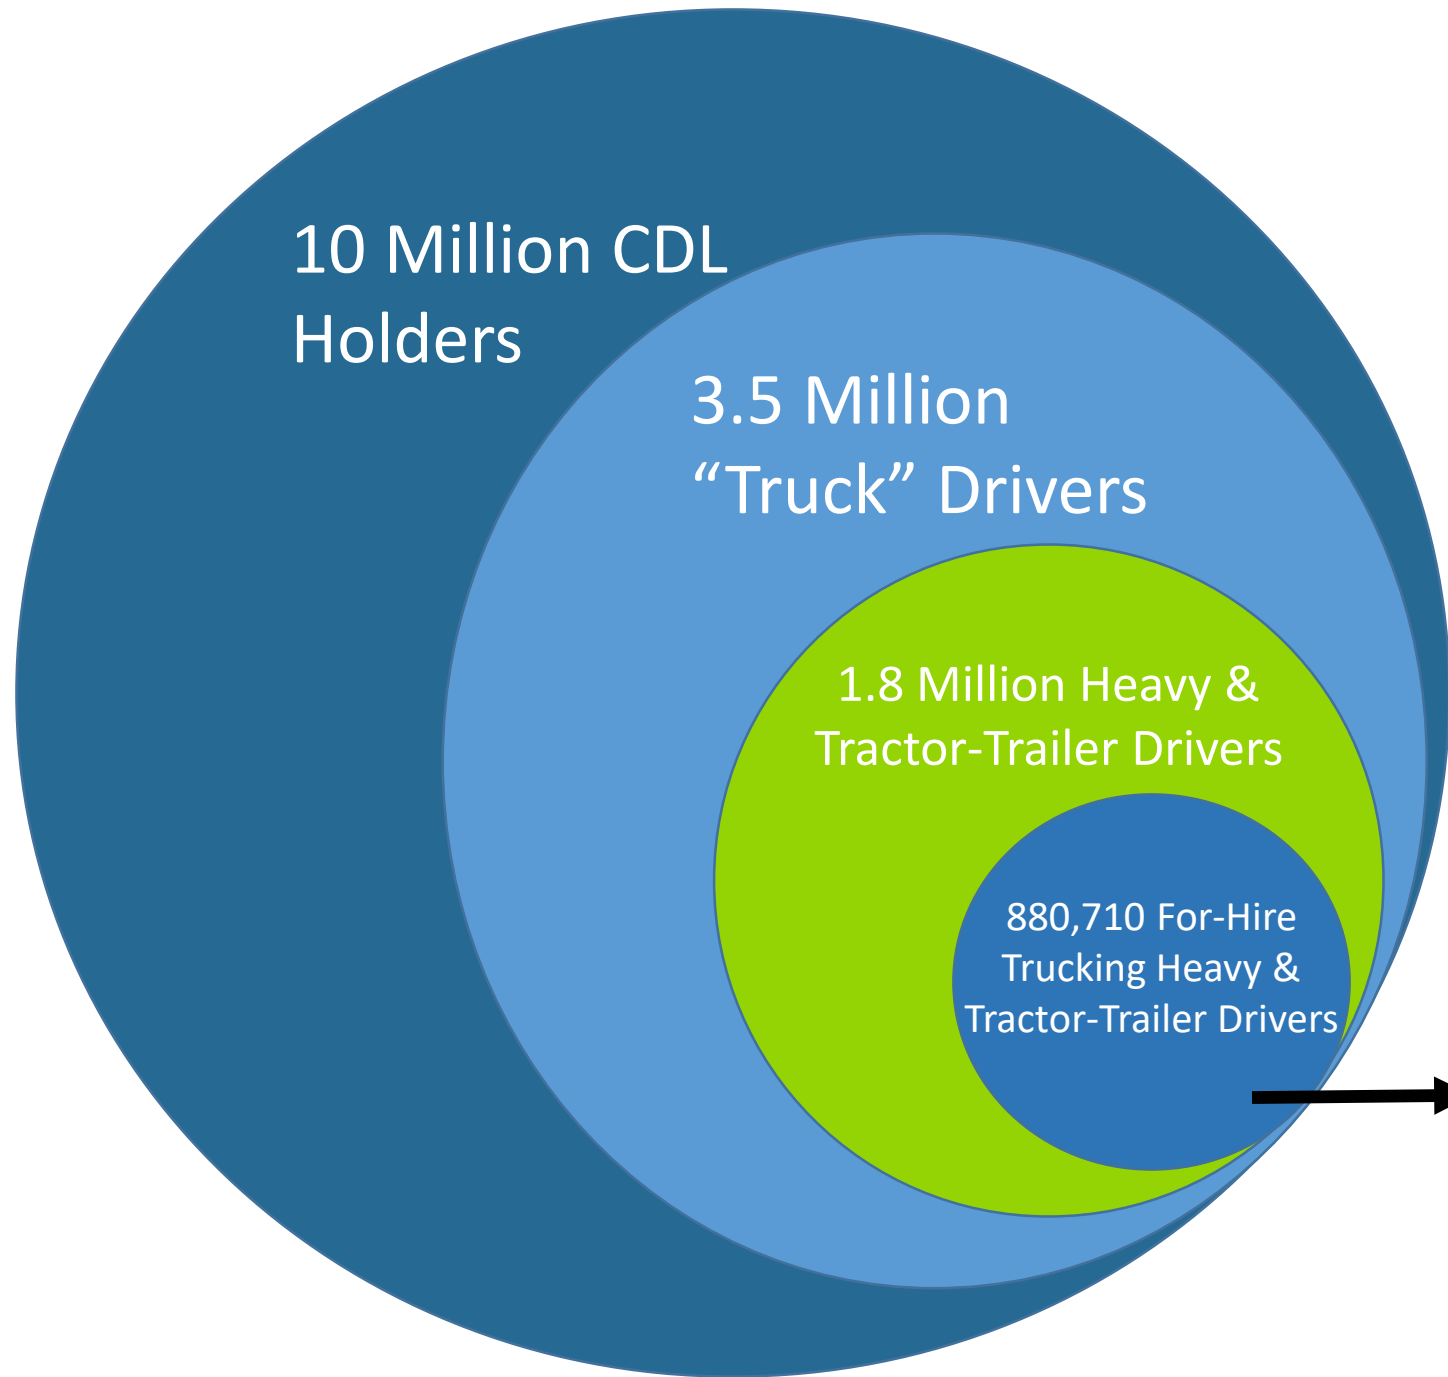 10 Million CDL
Holders
3.5 Million
“Truck” Drivers
1.8 Million Heavy &
Tractor-Trailer Drivers
880,710 For-Hire
Trucking Heavy &
Tractor-Trailer Drivers